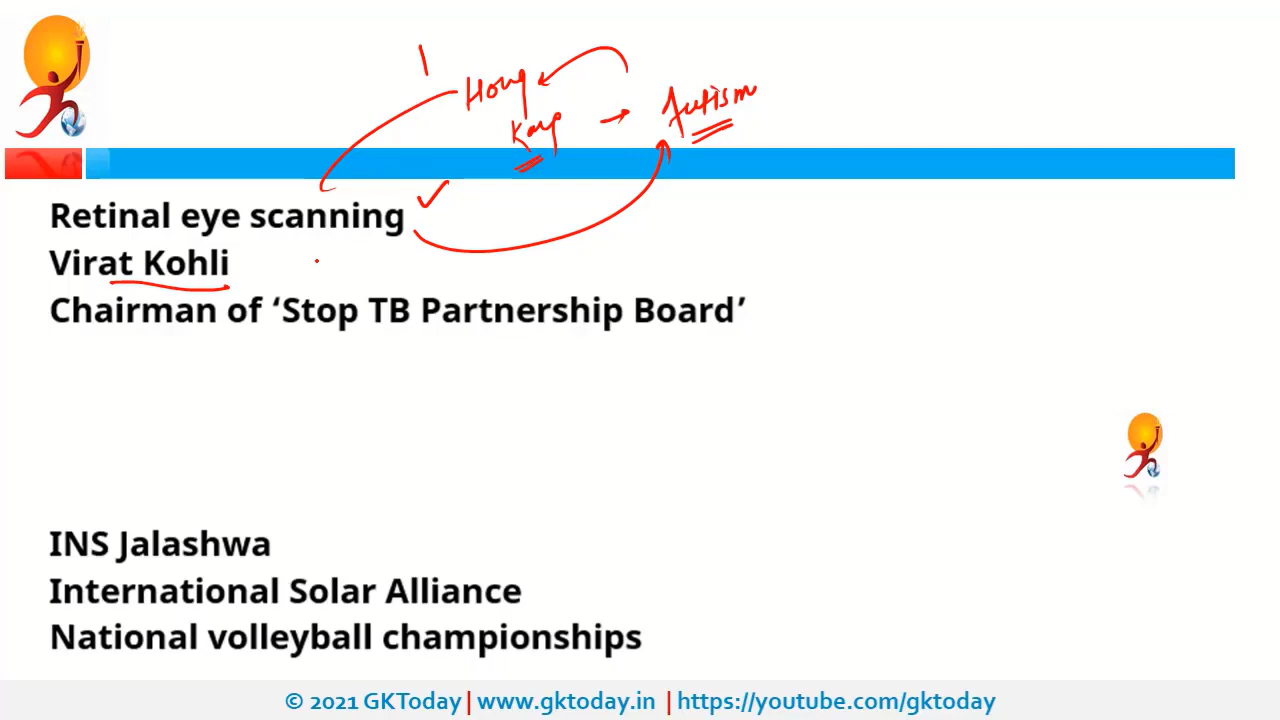 Hong
Kong → Autism
Retinal eye scanning
Virat Kohli
Chairman of ‘Stop TB Partnership Board’
INS Jalashwa
International Solar Alliance
National volleyball championships
© 2021 GKToday | www.gktoday.in | https://youtube.com/gktoday